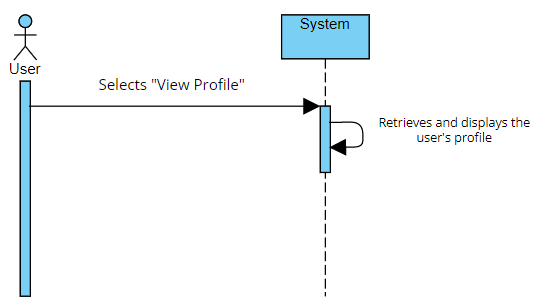 System
User
Selects "View Profile"
Retrieves and displays the
user's profile